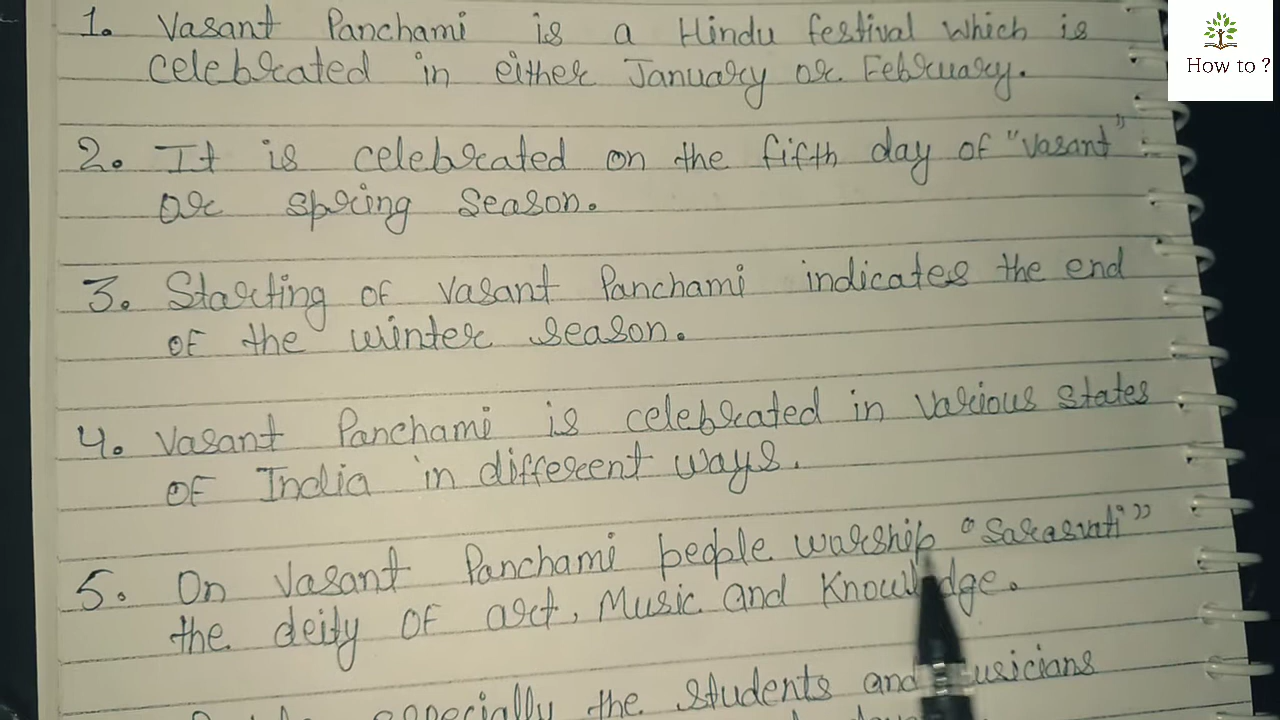 1. Vasant Panchami is a Hindu festival which is
celebrated in either January or February.
2. It is celebrated on the fifth day of "Vasant"
or spring season.
3. Starting of Vasant Panchami indicates the end
of the winter season.
4. Vasant Panchami is celebrated in various states
of India in different ways.
5. On Vasant Panchami people warship "Sarasvati"
the deity of art, Music and Knowledge.
especially the students and musicians
How to ?